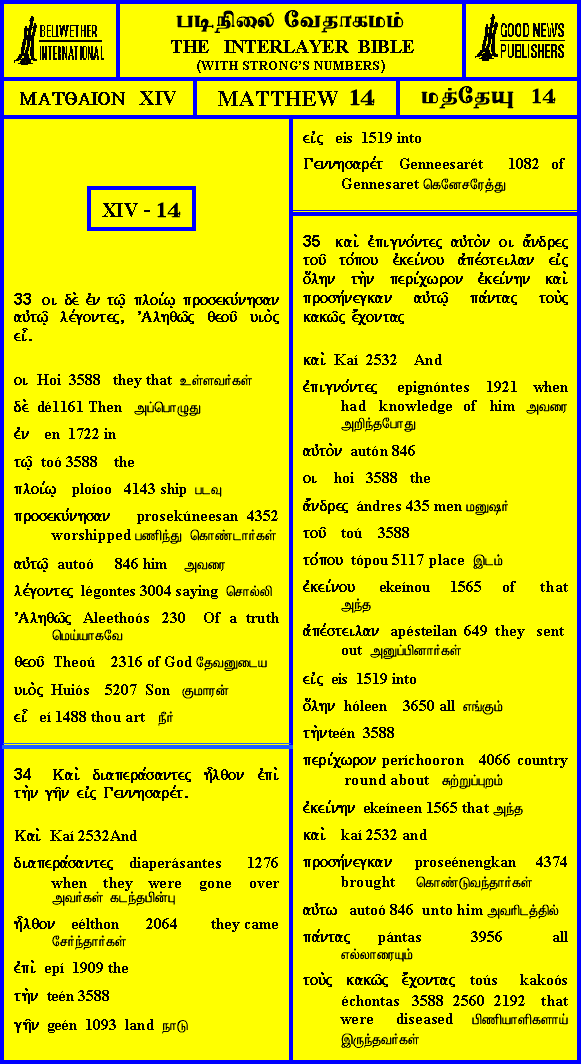 BELLWETHER
INTERNATIONAL
படிநிலை வேதாகமம்
THE INTERLAYER BIBLE
(WITH STRONG'S NUMBERS)
GOOD NEWS
PUBLISHERS
ΜΑΤΘΑΙΟΝ XIV
MATTHEW 14
மத்தேயு 14
XIV - 14
33 οι δὲ ἐν τῷ πλοίῳ προσεκύνησαν
αὐτῷ λέγοντες, Ἀληθῶς θεοῦ υιὸς
εἶ.
οι Hoi 3588 they that உள்ளவர்கள்
δὲ dé1161 Then அப்பொழுது
ἐν en 1722 in
τῷ toó 3588 the
πλοίῳ ploíoo 4143 ship படவு
προσεκύνησαν prosekúneesan 4352
worshipped பணிந்து கொண்டார்கள்
αὐτῷ autoó 846 him அவரை
λέγοντες légontes 3004 saying சொல்லி
Ἀληθῶς Aleethoós 230 Of a truth
மெய்யாகவே
θεοῦ Theoú 2316 of God தேவனுடைய
υιὸς Huiós 5207 Son குமாரன்
εἶ eí 1488 thou art நீர்
34 Καὶ διαπεράσαντες ἦλθον ἐπὶ
τὴν γῆν εἰς Γεννησαρέτ.
Καὶ Kaí 2532And
διαπεράσαντες diaperásantes 1276
when they were gone over
அவர்கள் கடந்தபின்பு
ἦλθον eélthon 2064 they came
சேர்ந்தார்கள்
ἐπὶ epí 1909 the
τὴν teén 3588
γῆν geén 1093 land நாடு
εἰς eis 1519 into
Γεννησαρέτ Genneesarét 1082 of
Gennesaret கெனேசரேத்து
35 καὶ ἐπιγνόντες αὐτὸν οι ἄνδρες
τοῦ τόπου ἐκείνου ἀπέστειλαν εἰς
ὅλην τὴν περίχωρον ἐκείνην καὶ
προσήνεγκαν αὐτῷ πάντας τοὺς
κακῶς ἔχοντας
καὶ Kaí 2532 And
ἐπιγνόντες epignóntes 1921 when
had knowledge of him அவரை
அறிந்தபோது
αὐτὸν autón 846
οι hoi 3588 the
ἄνδρες ándres 435 men மனுஷர்
τοῦ toú 3588
τόπου tópou 5117 place இடம்
ἐκείνου ekeínou 1565 of that
அந்த
ἀπέστειλαν apésteilan 649 they sent
out அனுப்பினார்கள்
εἰς eis 1519 into
ὅλην hóleen 3650 all எங்கும்
τὴνteén 3588
περίχωρον períchooron 4066 country
round about சுற்றுப்புறம்
ἐκείνην ekeíneen 1565 that அந்த
καὶ kaí 2532 and
προσήνεγκαν proseénengkan 4374
brought கொண்டுவந்தார்கள்
αὐτω autoó 846 unto him அவரிடத்தில்
πάντας pántas 3956 all
எல்லாரையும்
τοὺς κακῶς ἔχοντας toús kakoós
échontas 3588 2560 2192 that
were diseased பிணியாளிகளாய்
இருந்தவர்கள்